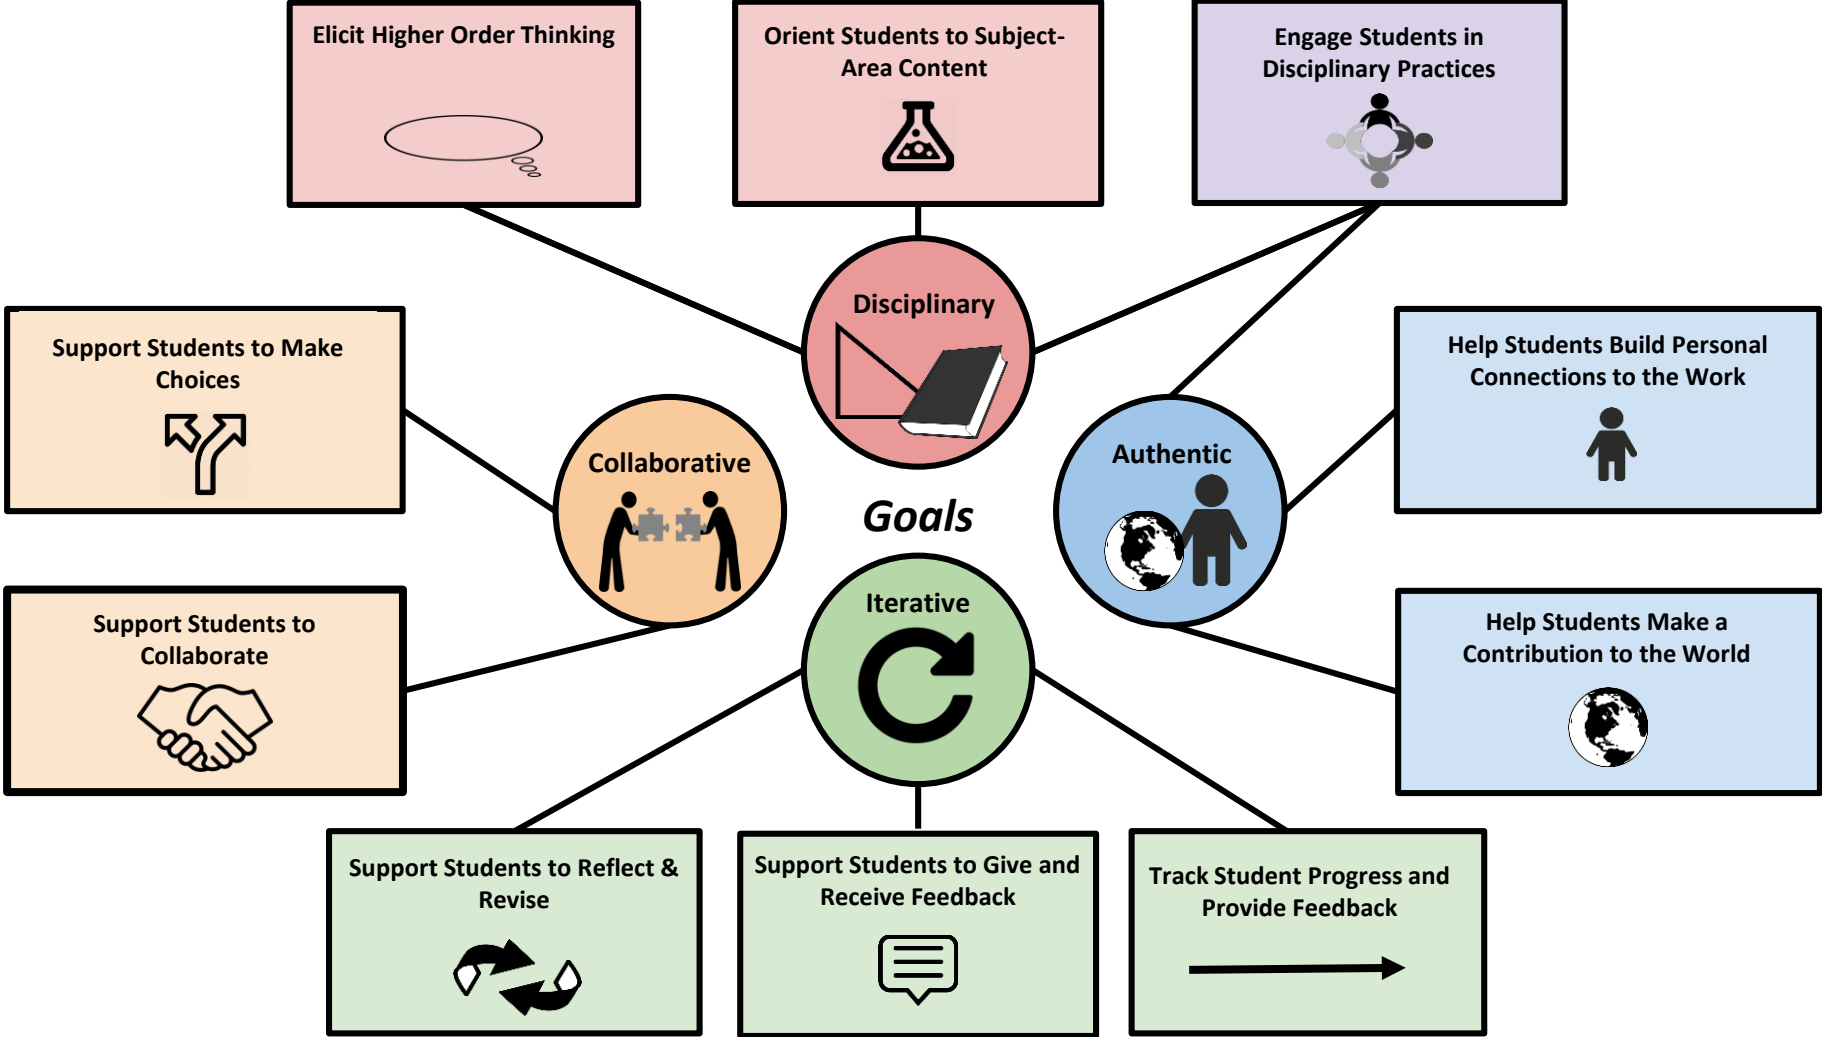 Elicit Higher Order Thinking
Orient Students to Subject-
Area Content
Engage Students in
Disciplinary Practices
Disciplinary
Support Students to Make
Choices
Help Students Build Personal
Connections to the Work
Collaborative
Authentic
Goals
Iterative
Support Students to
Collaborate
Help Students Make a
Contribution to the World
Support Students to Reflect &
Revise
Support Students to Give and
Receive Feedback
Track Student Progress and
Provide Feedback